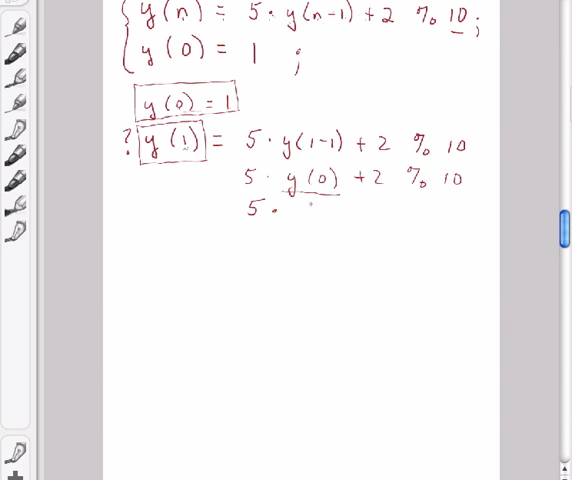 y(n) = 5 · y(n-1) + 2 % 10 ;
y(0) = 1 ;
y(0) = 1
? y(1) = 5 · y(1-1) + 2 % 10
5 · y(0) + 2 % 10
5 ·